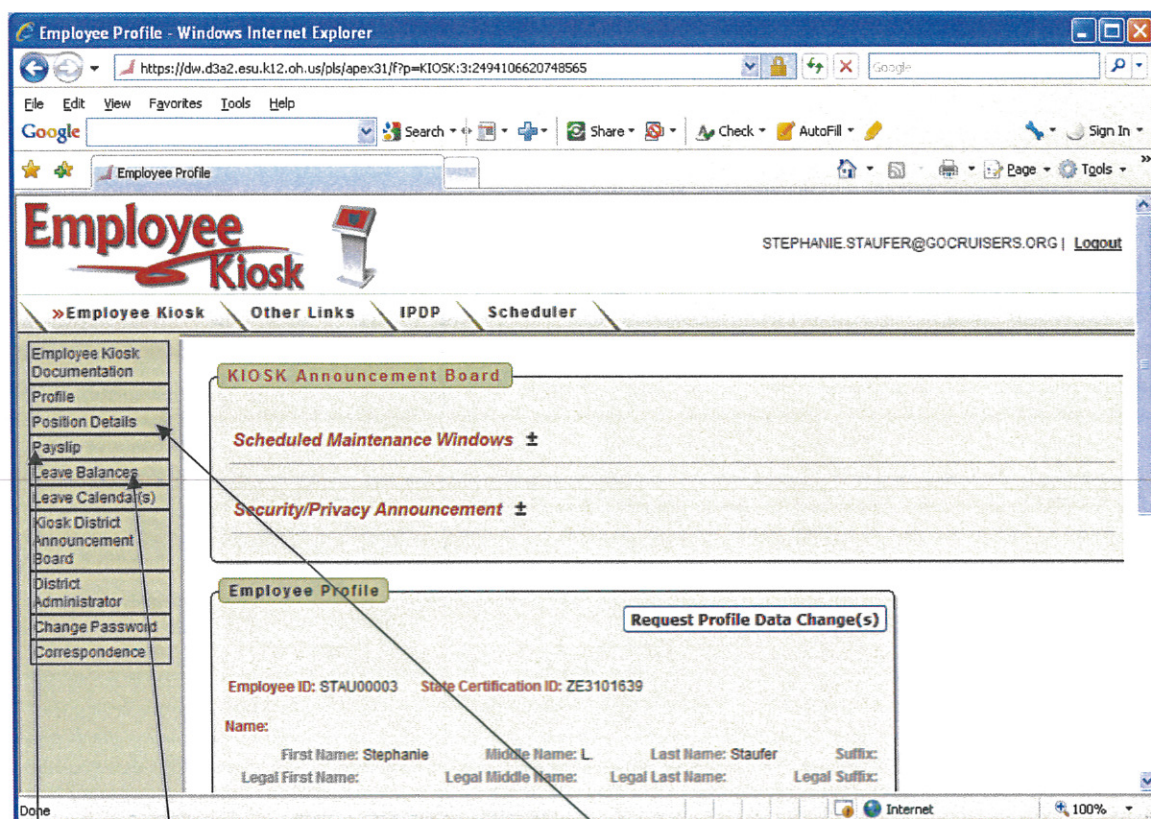 Employee Profile - Windows Internet Explorer
https://dw.d3a2.esu.k12.oh.us/pls/apex31/f?p=KIOSK:3:2494106620748565
Google
File Edit View Favorites Tools Help
Google Search Share Check AutoFill Sign In
Employee Profile Page Tools
Employee Kiosk
STEPHANIE.STAUFER@GOCRUISERS.ORG | Logout
»Employee Kiosk Other Links IPDP Scheduler
Employee Kiosk
Documentation
Profile
Position Details
Payslip
Leave Balances
Leave Calendar(s)
Kiosk District
Announcement
Board
District
Administrator
Change Password
Correspondence
KIOSK Announcement Board
Scheduled Maintenance Windows ±
Security/Privacy Announcement ±
Employee Profile
Request Profile Data Change(s)
Employee ID: STAU00003 State Certification ID: ZE3101639
Name:
First Name: Stephanie Middle Name: L. Last Name: Staufer Suffix:
Legal First Name: Legal Middle Name: Legal Last Name: Legal Suffix:
Done Internet 100%